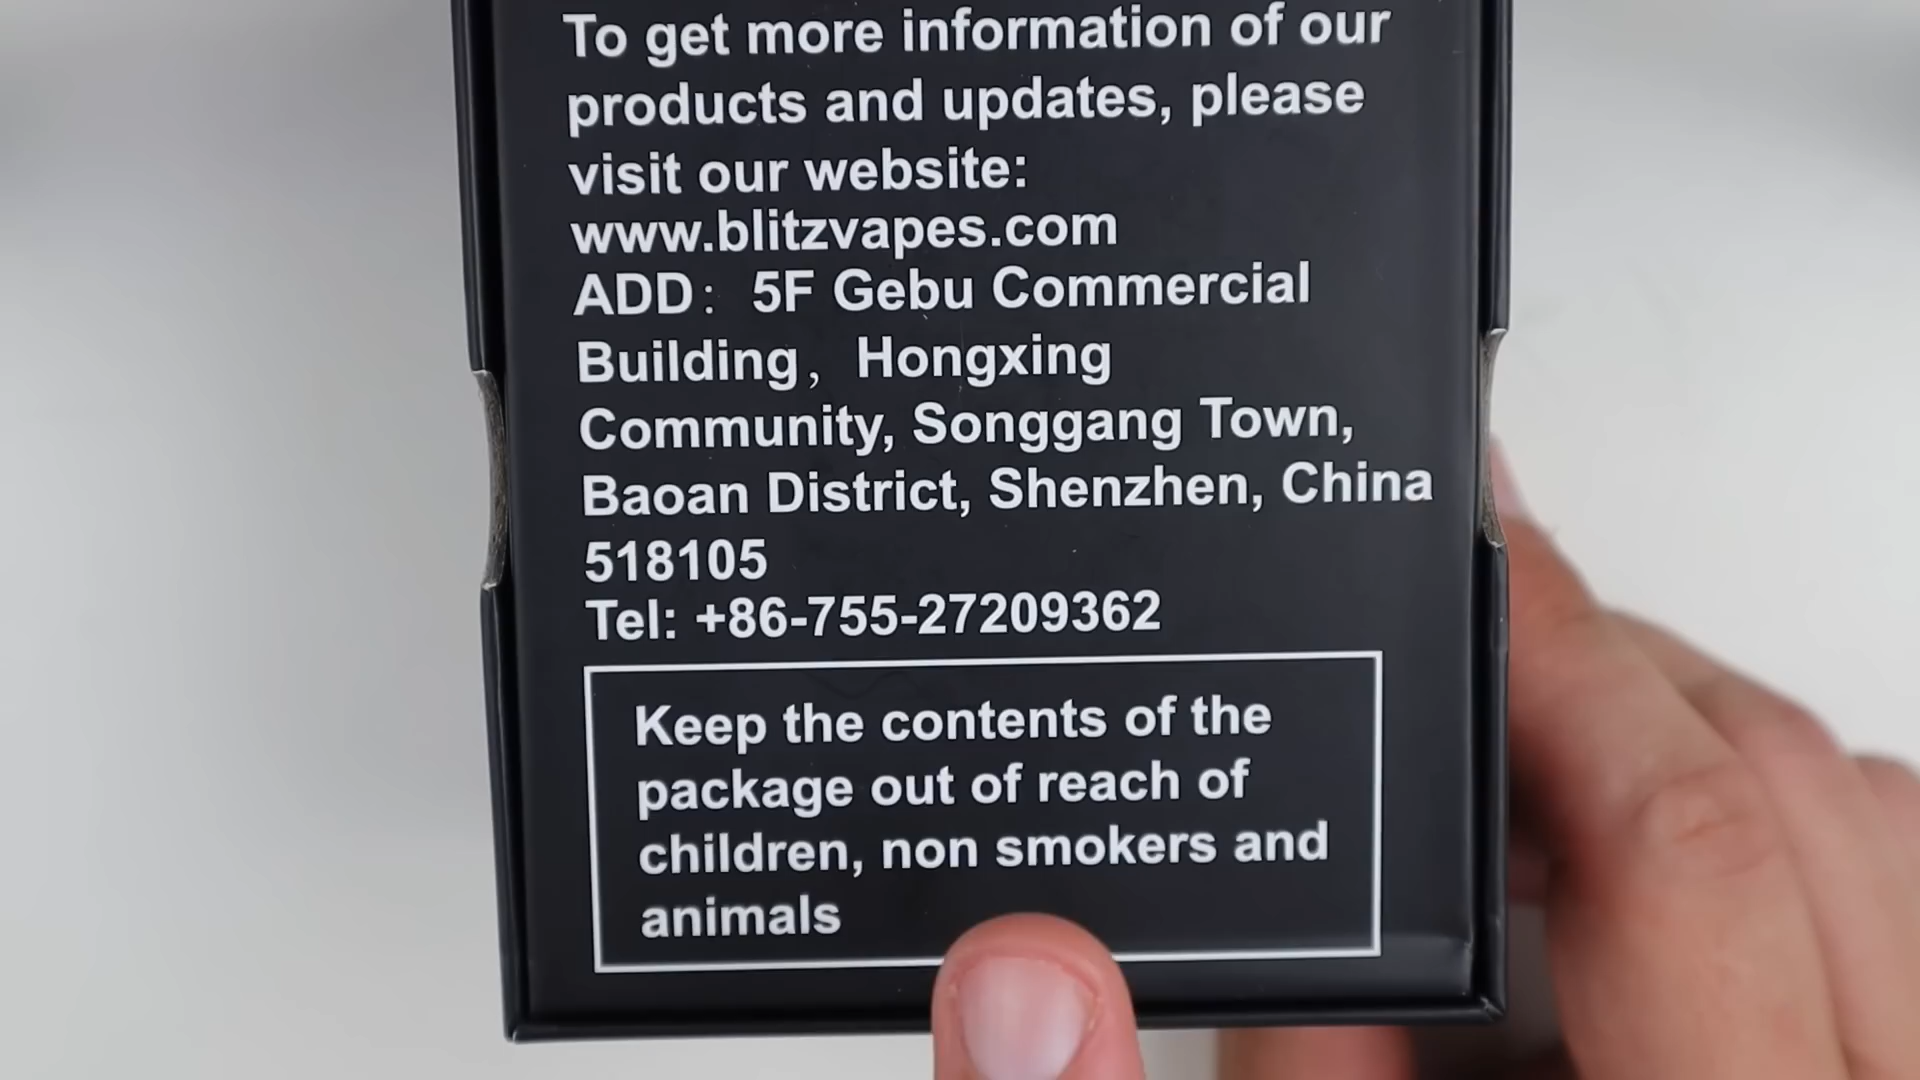 To get more information of our
products and updates, please
visit our website:
www.blitzvapes.com
ADD： 5F Gebu Commercial
Building，Hongxing
Community, Songgang Town,
Baoan District, Shenzhen, China
518105
Tel: +86-755-27209362
Keep the contents of the
package out of reach of
children, non smokers and
animals